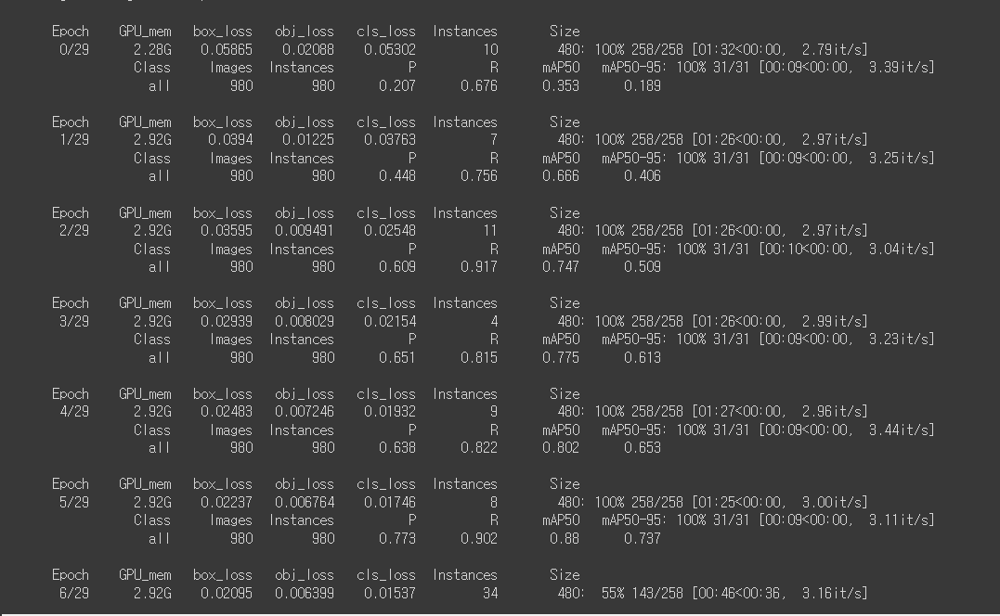 Epoch GPU_mem box_loss obj_loss cls_loss Instances Size
0/29 2.28G 0.05865 0.02088 0.05302 10 480: 100% 258/258 [01:32<00:00, 2.79it/s]
Class Images Instances P R mAP50 mAP50-95: 100% 31/31 [00:09<00:00, 3.39it/s]
all 980 980 0.207 0.676 0.353 0.189
Epoch GPU_mem box_loss obj_loss cls_loss Instances Size
1/29 2.92G 0.0394 0.01225 0.03763 7 480: 100% 258/258 [01:26<00:00, 2.97it/s]
Class Images Instances P R mAP50 mAP50-95: 100% 31/31 [00:09<00:00, 3.25it/s]
all 980 980 0.448 0.756 0.666 0.406
Epoch GPU_mem box_loss obj_loss cls_loss Instances Size
2/29 2.92G 0.03595 0.009491 0.02548 11 480: 100% 258/258 [01:26<00:00, 2.97it/s]
Class Images Instances P R mAP50 mAP50-95: 100% 31/31 [00:10<00:00, 3.04it/s]
all 980 980 0.609 0.917 0.747 0.509
Epoch GPU_mem box_loss obj_loss cls_loss Instances Size
3/29 2.92G 0.02939 0.008029 0.02154 4 480: 100% 258/258 [01:26<00:00, 2.99it/s]
Class Images Instances P R mAP50 mAP50-95: 100% 31/31 [00:09<00:00, 3.23it/s]
all 980 980 0.651 0.815 0.775 0.613
Epoch GPU_mem box_loss obj_loss cls_loss Instances Size
4/29 2.92G 0.02483 0.007246 0.01932 9 480: 100% 258/258 [01:27<00:00, 2.96it/s]
Class Images Instances P R mAP50 mAP50-95: 100% 31/31 [00:09<00:00, 3.44it/s]
all 980 980 0.638 0.822 0.802 0.653
Epoch GPU_mem box_loss obj_loss cls_loss Instances Size
5/29 2.92G 0.02237 0.006764 0.01746 8 480: 100% 258/258 [01:25<00:00, 3.00it/s]
Class Images Instances P R mAP50 mAP50-95: 100% 31/31 [00:09<00:00, 3.11it/s]
all 980 980 0.773 0.902 0.88 0.737
Epoch GPU_mem box_loss obj_loss cls_loss Instances Size
6/29 2.92G 0.02095 0.006399 0.01537 34 480: 55% 143/258 [00:46<00:36, 3.16it/s]